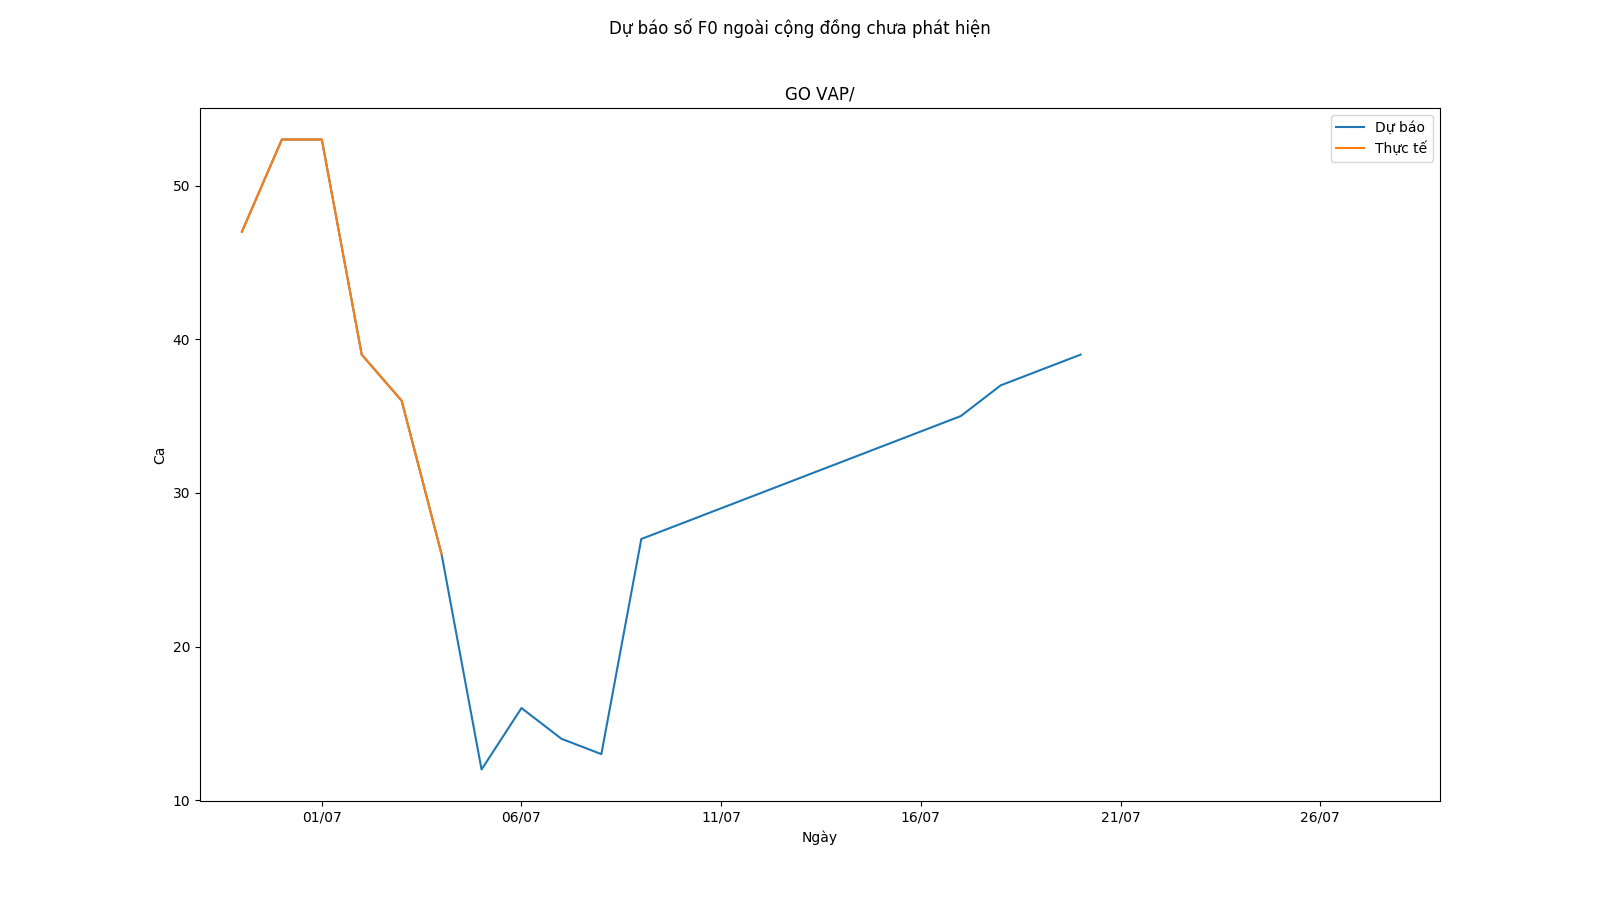 Dự báo số F0 ngoài cộng đồng chưa phát hiện
GO VAP/
Dự báo
Thực tế
50
40
30
20
10
Ca
01/07 06/07 11/07 16/07 21/07 26/07
Ngày